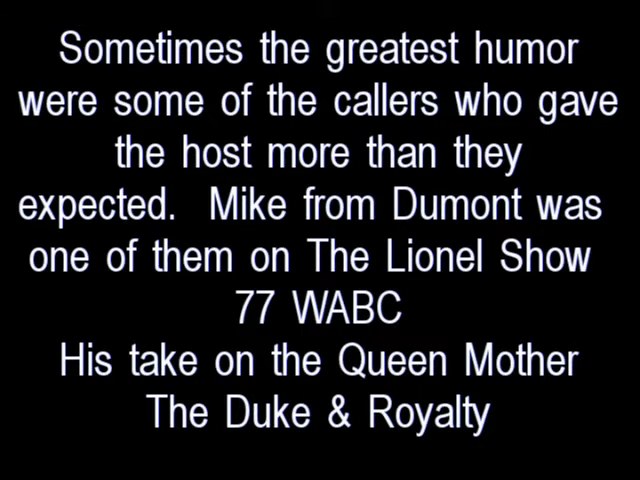 Sometimes the greatest humor
were some of the callers who gave
the host more than they
expected.  Mike from Dumont was
one of them on The Lionel Show
77 WABC
His take on the Queen Mother
The Duke & Royalty